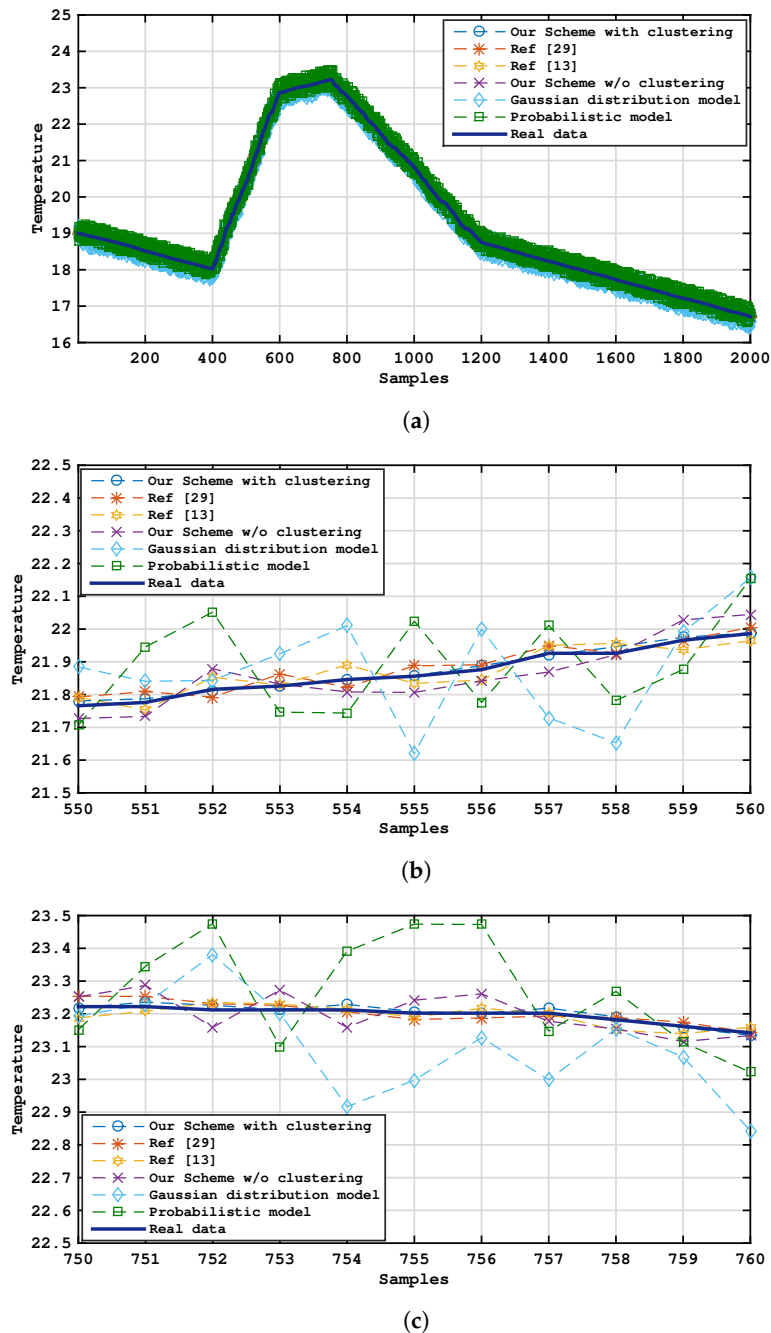 25
24
23
22
21
20
19
18
17
16
Temperature
Our Scheme with clustering
Ref [29]
Ref [13]
Our Scheme w/o clustering
Gaussian distribution model
Probabilistic model
Real data
200 400 600 800 1000 1200 1400 1600 1800 2000
Samples
(a)
22.5
22.4
22.3
22.2
22.1
22
21.9
21.8
21.7
21.6
21.5
Temperature
Our Scheme with clustering
Ref [29]
Ref [13]
Our Scheme w/o clustering
Gaussian distribution model
Probabilistic model
Real data
550 551 552 553 554 555 556 557 558 559 560
Samples
(b)
23.5
23.4
23.3
23.2
23.1
23
22.9
22.8
22.7
22.6
22.5
Temperature
Our Scheme with clustering
Ref [29]
Ref [13]
Our Scheme w/o clustering
Gaussian distribution model
Probabilistic model
Real data
750 751 752 753 754 755 756 757 758 759 760
Samples
(c)